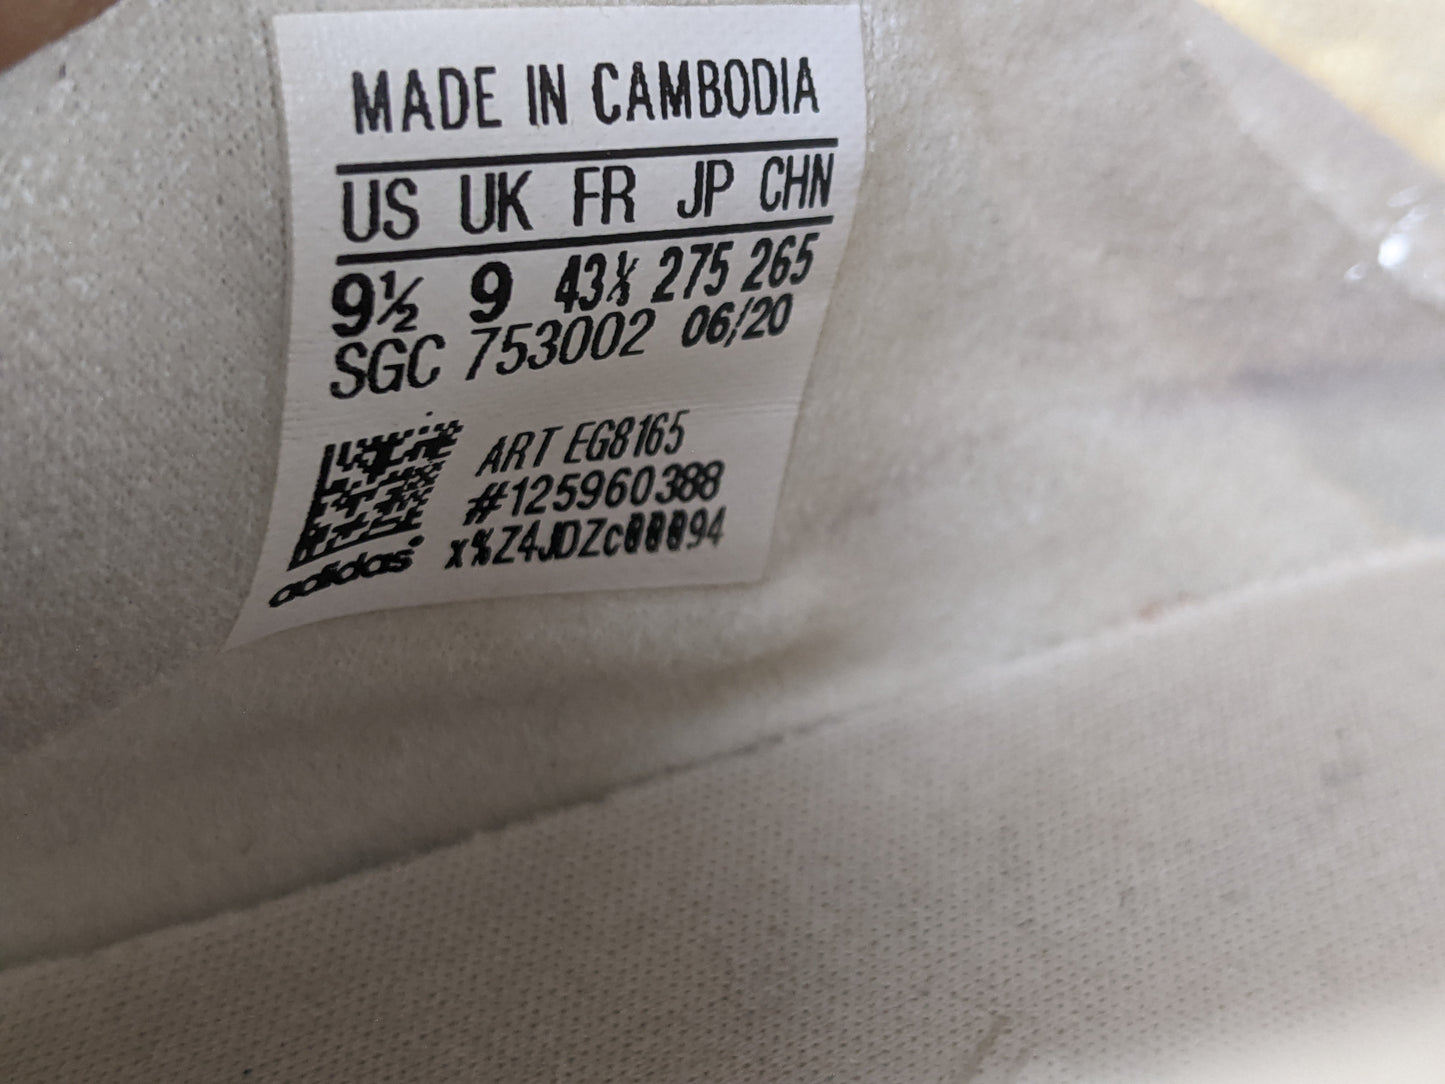 MADE IN CAMBODIA
US UK FR JP CHN
9½ 9 43⅓ 275 265
SGC 753002 06/20
ART EG8165
#125960388
x%Z4JDZc00094
adidas